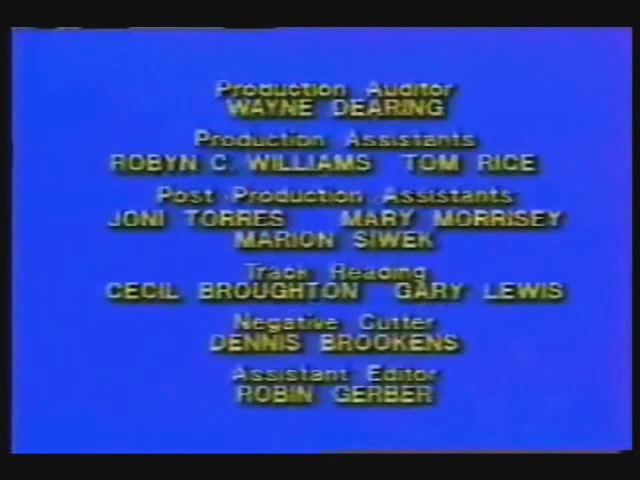 Production Auditor
WAYNE DEARING
Production Assistants
ROBYN C. WILLIAMS TOM RICE
Post Production Assistants
JONI TORRES MARY MORRISEY
MARION SIWEK
Track Reading
CECIL BROUGHTON GARY LEWIS
Negative Cutter
DENNIS BROOKENS
Assistant Editor
ROBIN GERBER